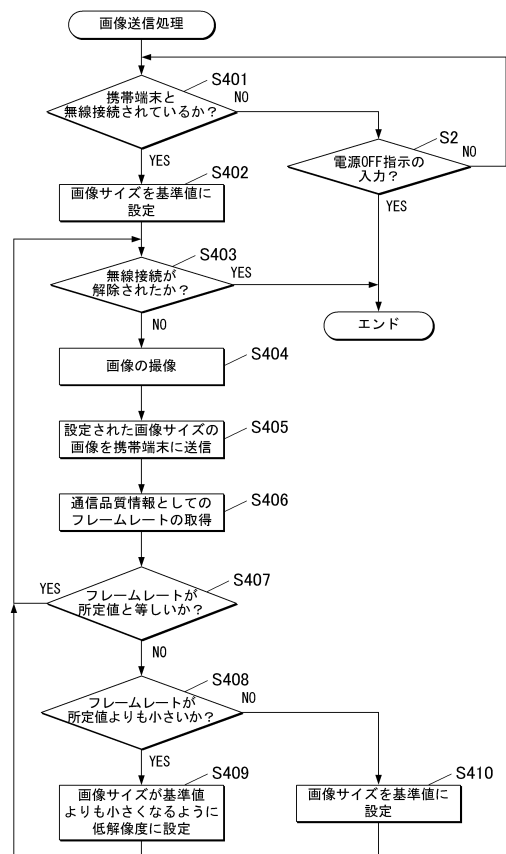 画像送信処理
S401
携帯端末と
無線接続されているか?
NO
YES
S2
電源OFF指示の
入力?
NO
YES
S402
画像サイズを基準値に
設定
S403
無線接続が
解除されたか?
YES
NO
エンド
S404
画像の撮像
S405
設定された画像サイズの
画像を携帯端末に送信
S406
通信品質情報としての
フレームレートの取得
S407
フレームレートが
所定値と等しいか?
YES
NO
S408
フレームレートが
所定値よりも小さいか?
NO
YES
S409
画像サイズが基準値
よりも小さくなるように
低解像度に設定
S410
画像サイズを基準値に
設定